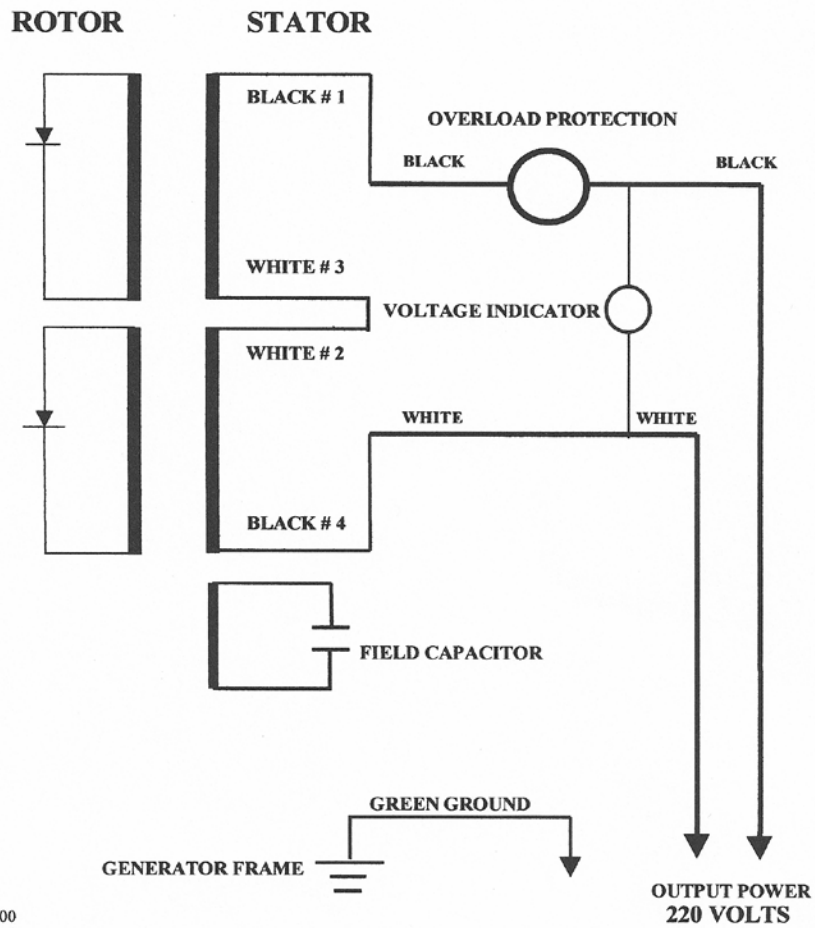 ROTOR STATOR
BLACK # 1
OVERLOAD PROTECTION
BLACK BLACK
WHITE # 3
VOLTAGE INDICATOR
WHITE # 2
WHITE WHITE
BLACK # 4
FIELD CAPACITOR
GREEN GROUND
GENERATOR FRAME
OUTPUT POWER
220 VOLTS
00